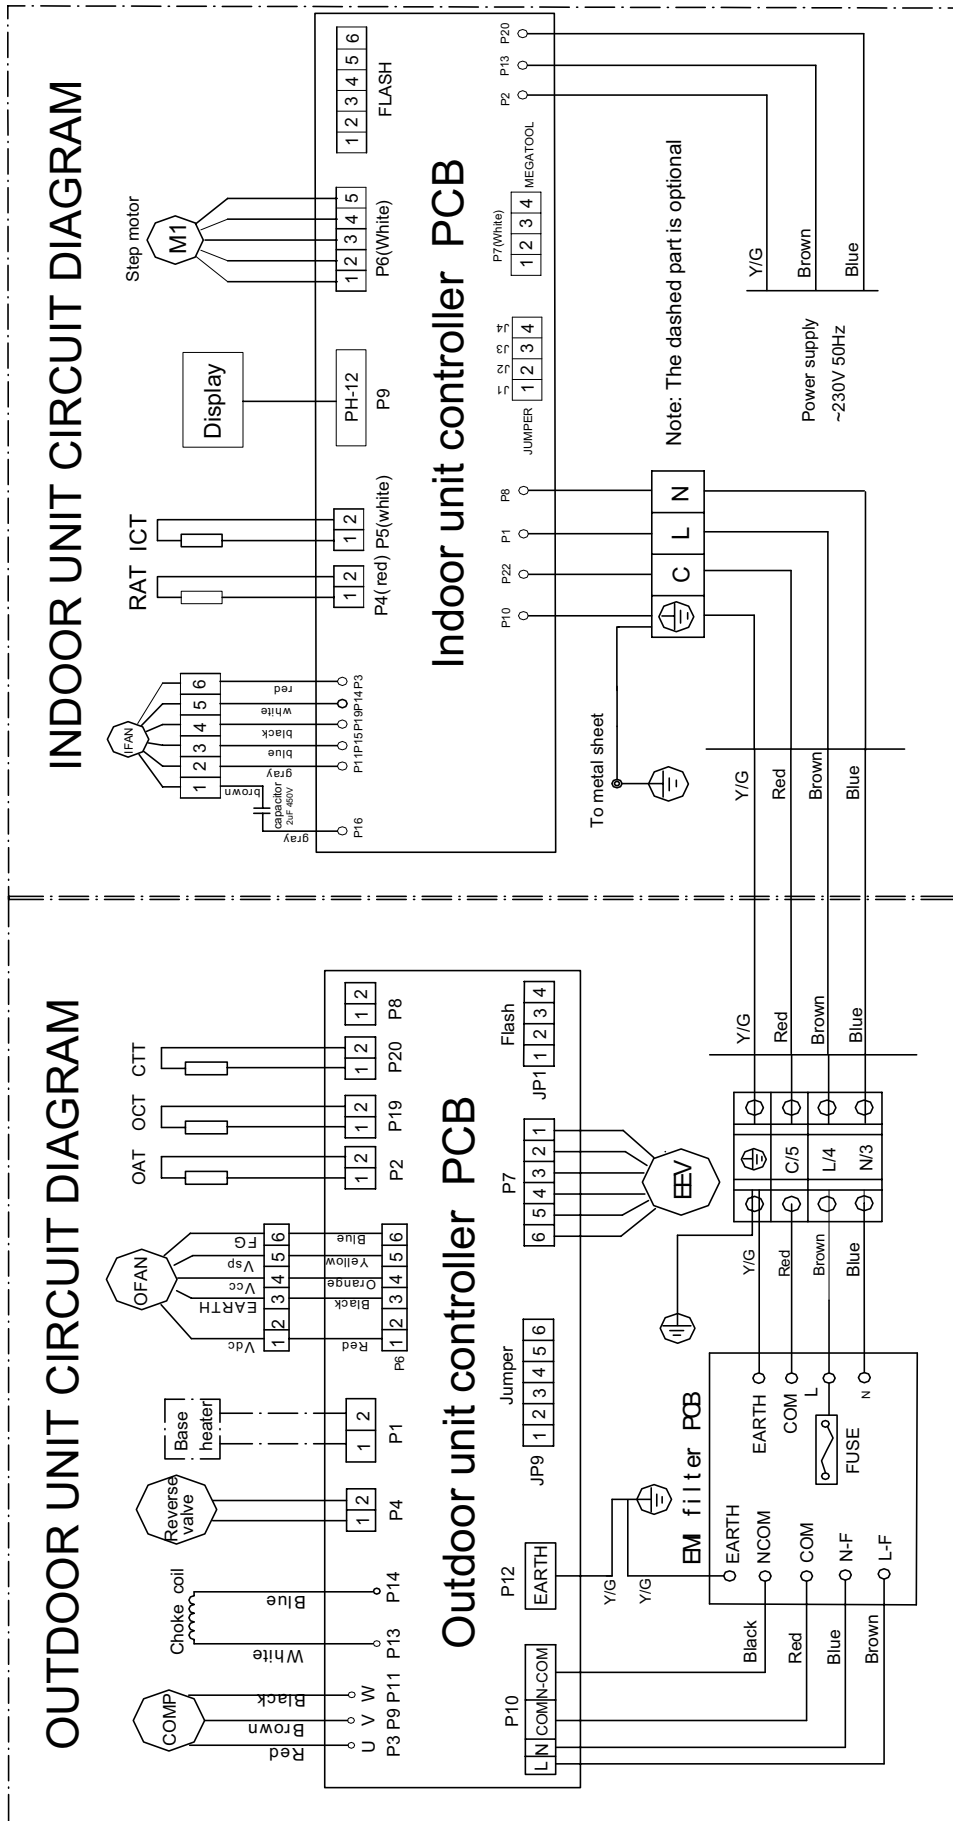 OUTDOOR UNIT CIRCUIT DIAGRAM
COMP
Red
Brown
Black
U V W
P3 P9 P11
Choke coil
White
Blue
P13 P14
Reverse
valve
1 2
P4
Base
heater
1 2
P1
OFAN
Vdc
EARTH
Vcc
Vsp
FG
1 2 3 4 5 6
Red
Black
Orange
Yellow
Blue
1 2 3 4 5 6
P6
OAT
1 2
P2
OCT
1 2
P19
CTT
1 2
P20
1 2
P8
Outdoor unit controller PCB
P10
L N COM N-COM
P12
EARTH
Y/G
Y/G
JP9 1 2 3 4 5 6
Jumper
P7
6 5 4 3 2 1
EEV
JP1 1 2 3 4
Flash
EMI filter PCB
Black
Red
Blue
Brown
EARTH
NCOM
COM
N-F
L-F
EARTH
COM
L
N
FUSE
Y/G
Red
Brown
Blue
C/5
L/4
N/3
Y/G
Red
Brown
Blue
INDOOR UNIT CIRCUIT DIAGRAM
IFAN
1 2 3 4 5 6
brown
gray
blue
black
white
red
capacitor
2uF 450V
gray
P16
P11 P15 P19 P14 P3
RAT
1 2
P4( red)
ICT
1 2
P5(white)
Display
PH-12
P9
Step motor
M1
1 2 3 4 5
P6(White)
1 2 3 4 5 6
FLASH
Indoor unit controller PCB
P10
P22
P1
P8
JUMPER
J1 J2 J3 J4
1 2 3 4
P7(White)
1 2 3 4
MEGATOOL
P2
P13
P20
C L N
To metal sheet
Note: The dashed part is optional
Y/G
Red
Brown
Blue
Power supply
~230V 50Hz
Y/G
Brown
Blue